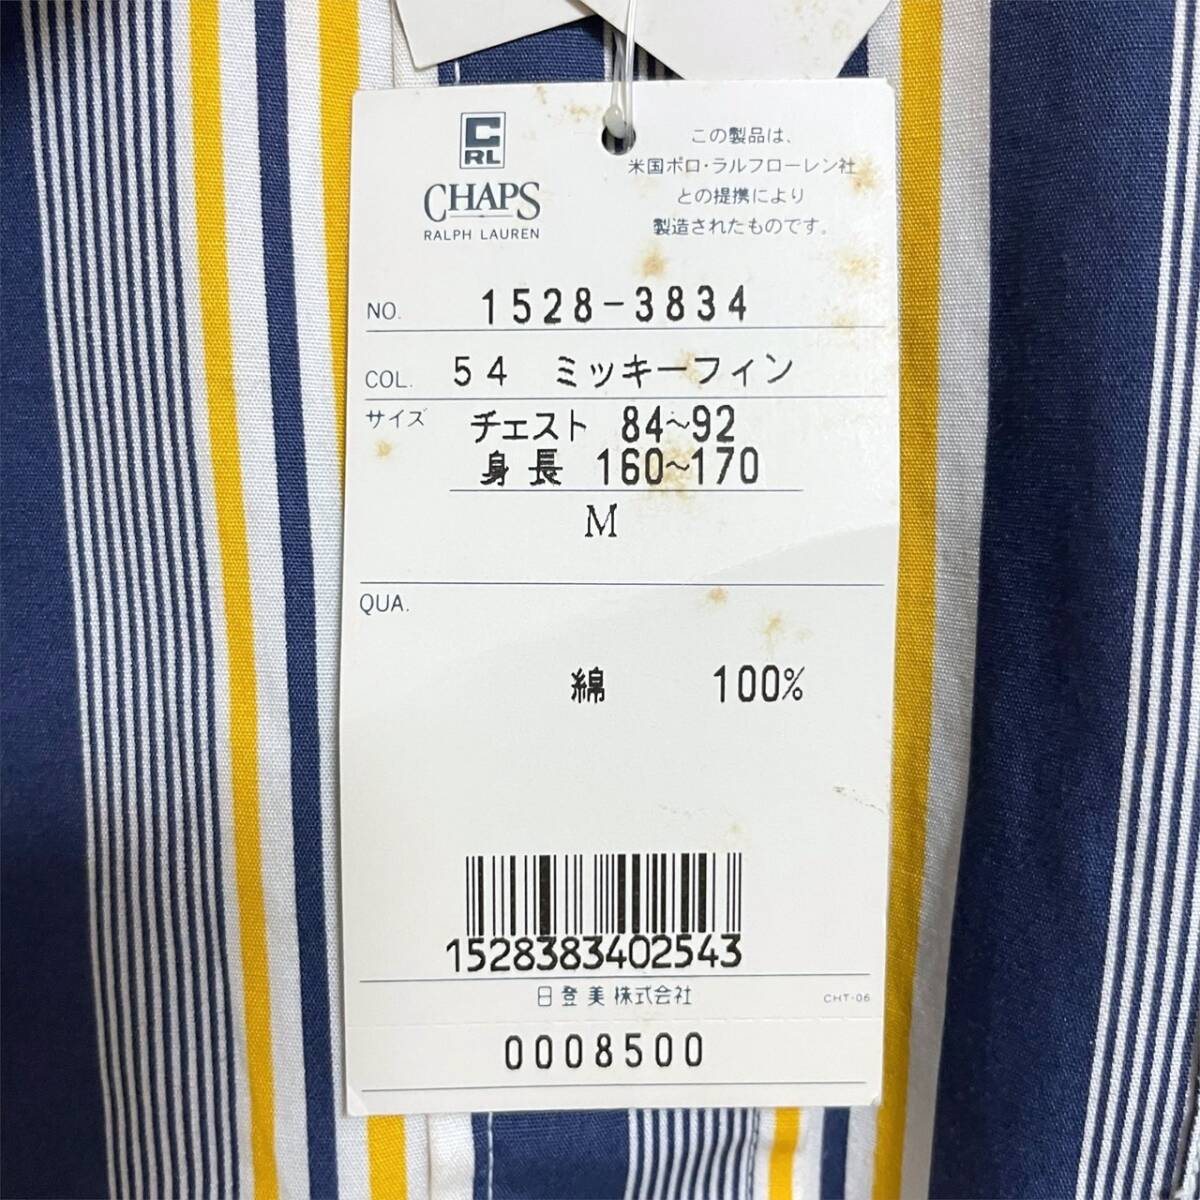 C
RL
CHAPS
RALPH LAUREN
この製品は、
米国ポロ・ラルフローレン社
との提携により
製造されたものです。
NO. 1528-3834
COL. 54 ミッキーフィン
サイズ チェスト 84~92
身長 160~170
M
QUA.
綿 100%
1528383402543
日登美株式会社 CHT-06
0008500